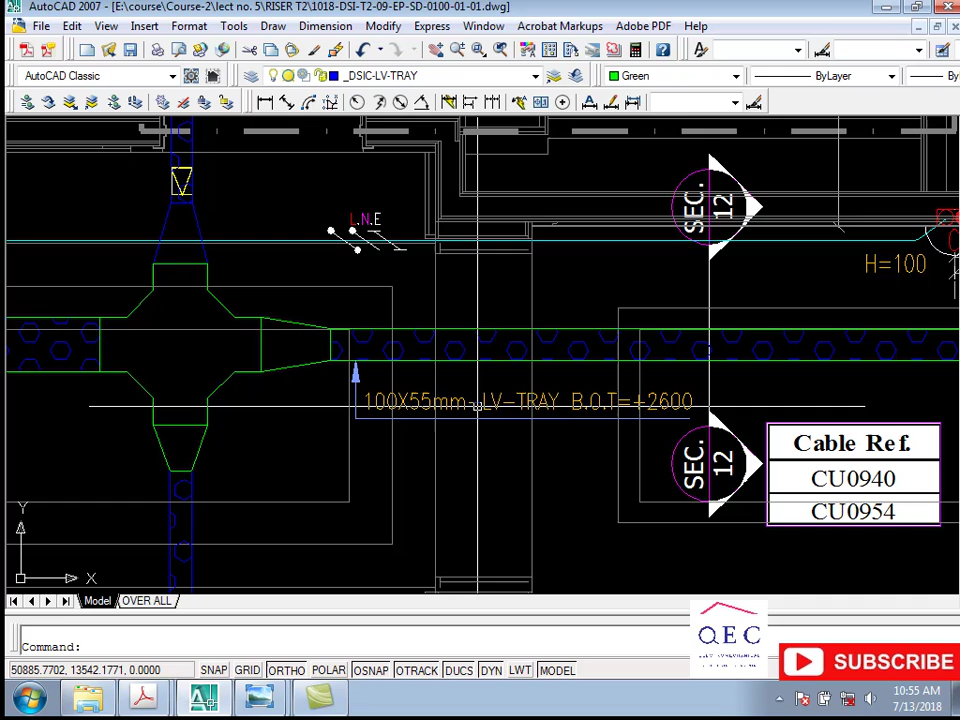 AutoCAD 2007 - [E:\course\Course-2\lect no. 5\RISER T2\1018-DSI-T2-09-EP-SD-0100-01-01.dwg]
File Edit View Insert Format Tools Draw Dimension Modify Express Window Acrobat Markups Adobe PDF Help
AutoCAD Classic _DSIC-LV-TRAY Green ByLayer
L.N.E
SEC. 12
H=100
100X55mm-LV-TRAY B.O.T=+2600
SEC. 12
Cable Ref.
CU0940
CU0954
Y
X
Model OVER ALL
Command:
QEC
SUBSCRIBE
50885.7702, 13542.1771, 0.0000 SNAP GRID ORTHO POLAR OSNAP OTRACK DUCS DYN LWT MODEL
10:55 AM
7/13/2018